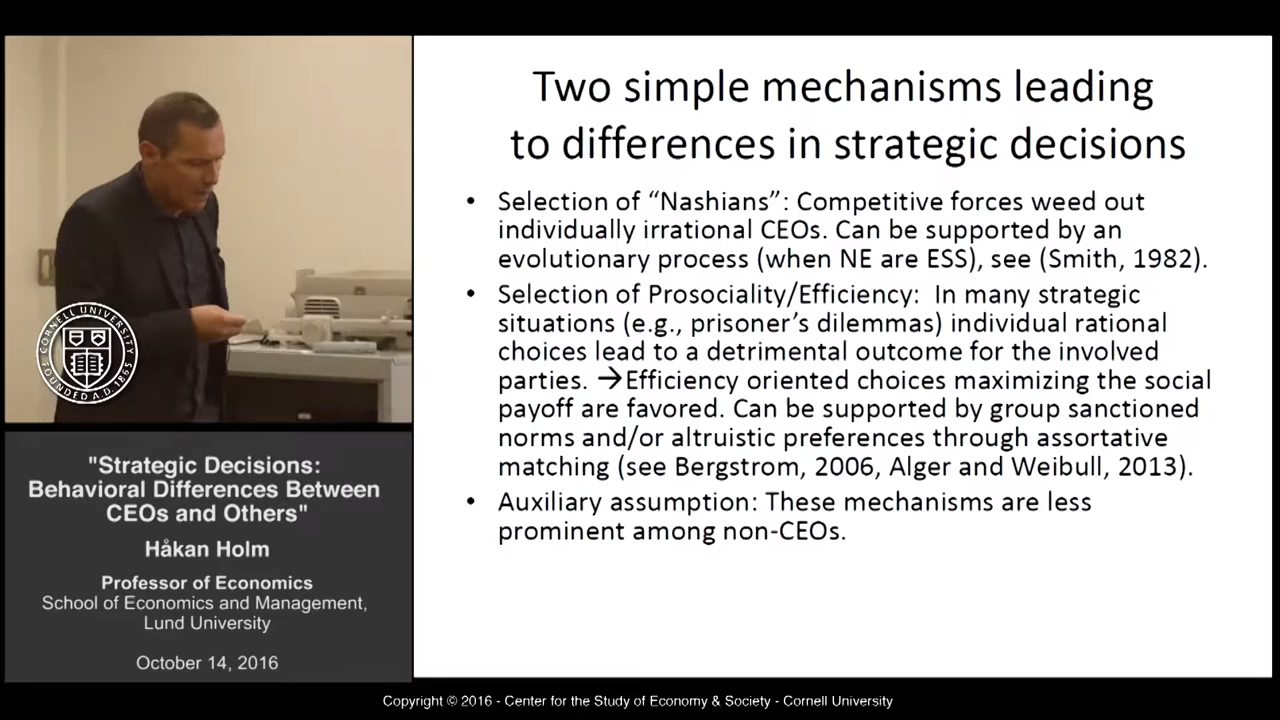 Two simple mechanisms leading
to differences in strategic decisions
• Selection of “Nashians”: Competitive forces weed out
individually irrational CEOs. Can be supported by an
evolutionary process (when NE are ESS), see (Smith, 1982).
• Selection of Prosociality/Efficiency:  In many strategic
situations (e.g., prisoner’s dilemmas) individual rational
choices lead to a detrimental outcome for the involved
parties. →Efficiency oriented choices maximizing the social
payoff are favored. Can be supported by group sanctioned
norms and/or altruistic preferences through assortative
matching (see Bergstrom, 2006, Alger and Weibull, 2013).
• Auxiliary assumption: These mechanisms are less
prominent among non-CEOs.
CORNELL UNIVERSITY
FOUNDED A.D. 1865
"Strategic Decisions:
Behavioral Differences Between
CEOs and Others"
Håkan Holm
Professor of Economics
School of Economics and Management,
Lund University
October 14, 2016
Copyright © 2016 - Center for the Study of Economy & Society - Cornell University